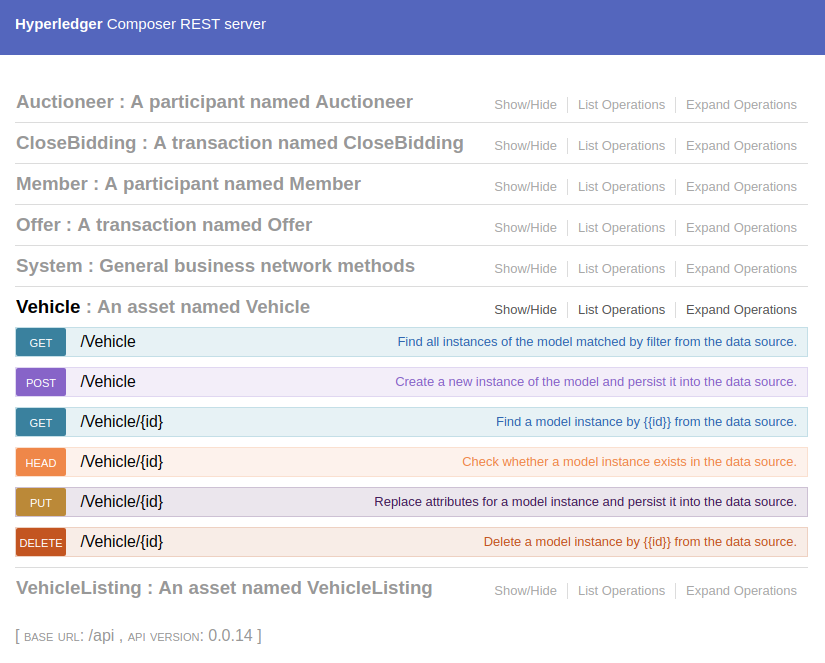 Hyperledger Composer REST server
Auctioneer : A participant named Auctioneer Show/Hide List Operations Expand Operations
CloseBidding : A transaction named CloseBidding Show/Hide List Operations Expand Operations
Member : A participant named Member Show/Hide List Operations Expand Operations
Offer : A transaction named Offer Show/Hide List Operations Expand Operations
System : General business network methods Show/Hide List Operations Expand Operations
Vehicle : An asset named Vehicle Show/Hide List Operations Expand Operations
GET /Vehicle Find all instances of the model matched by filter from the data source.
POST /Vehicle Create a new instance of the model and persist it into the data source.
GET /Vehicle/{id} Find a model instance by {{id}} from the data source.
HEAD /Vehicle/{id} Check whether a model instance exists in the data source.
PUT /Vehicle/{id} Replace attributes for a model instance and persist it into the data source.
DELETE /Vehicle/{id} Delete a model instance by {{id}} from the data source.
VehicleListing : An asset named VehicleListing Show/Hide List Operations Expand Operations
[ BASE URL: /api , API VERSION: 0.0.14 ]